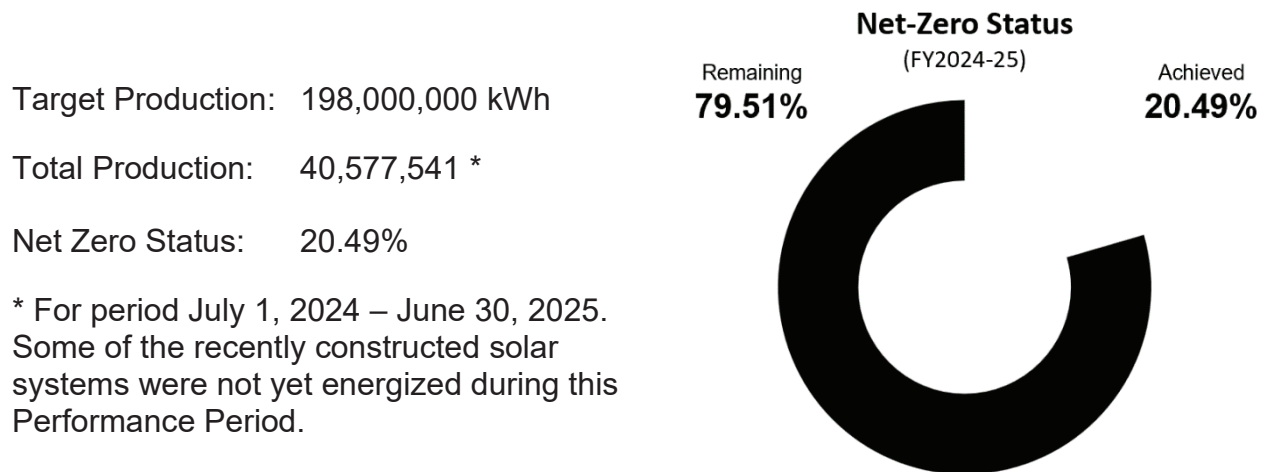 Target Production: 198,000,000 kWh
Total Production: 40,577,541 *
Net Zero Status: 20.49%
* For period July 1, 2024 – June 30, 2025.
Some of the recently constructed solar
systems were not yet energized during this
Performance Period.
Net-Zero Status
(FY2024-25)
Remaining
79.51%
Achieved
20.49%